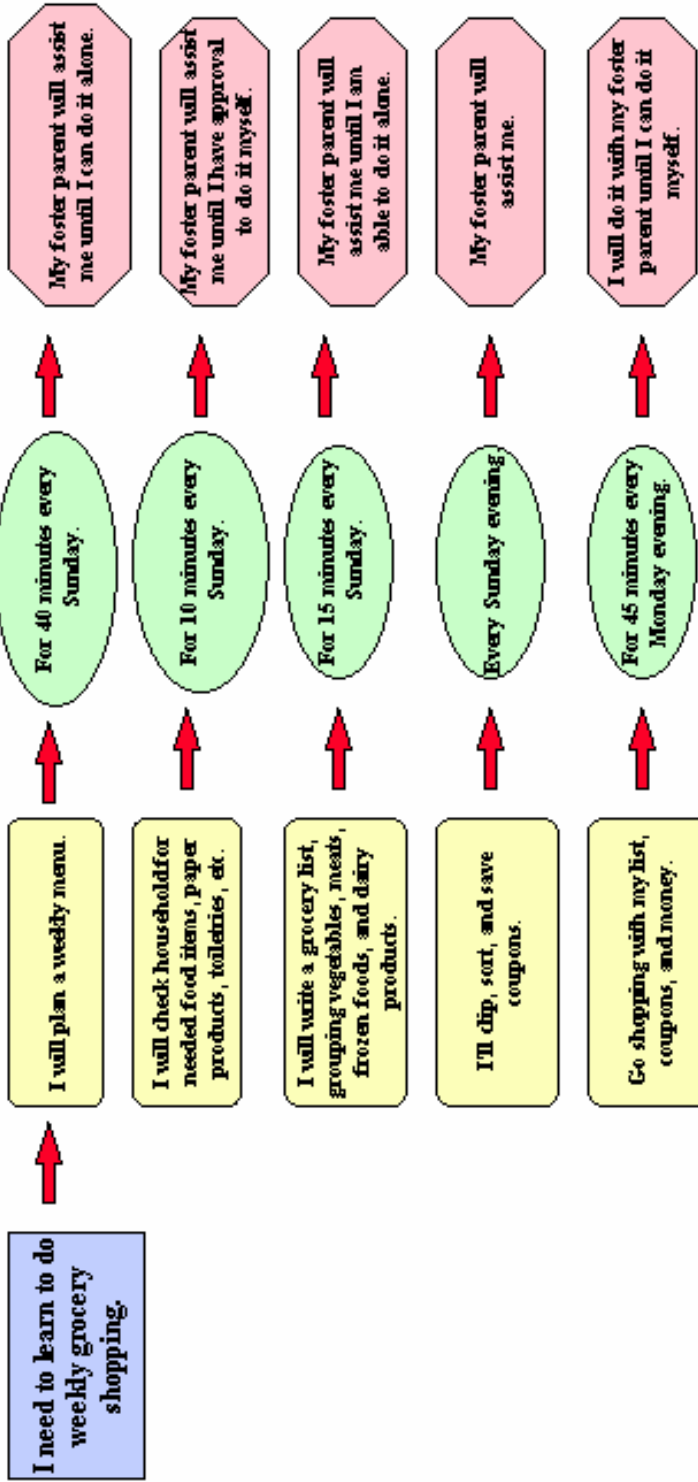 I need to learn to do
weekly grocery
shopping.
I will plan a weekly menu.
For 40 minutes every
Sunday.
My foster parent will assist
me until I can do it alone.
I will check household for
needed food items, paper
products, toiletries, etc.
For 10 minutes every
Sunday.
My foster parent will assist
me until I have approval
to do it myself.
I will write a grocery list,
grouping vegetables, meats,
frozen foods, and dairy
products.
For 15 minutes every
Sunday.
My foster parent will
assist me until I am
able to do it alone.
I'll clip, sort, and save
coupons.
Every Sunday evening,
My foster parent will
assist me.
Go shopping with my list,
coupons, and money.
For 45 minutes every
Monday evening.
I will do it with my foster
parent until I can do it
myself.